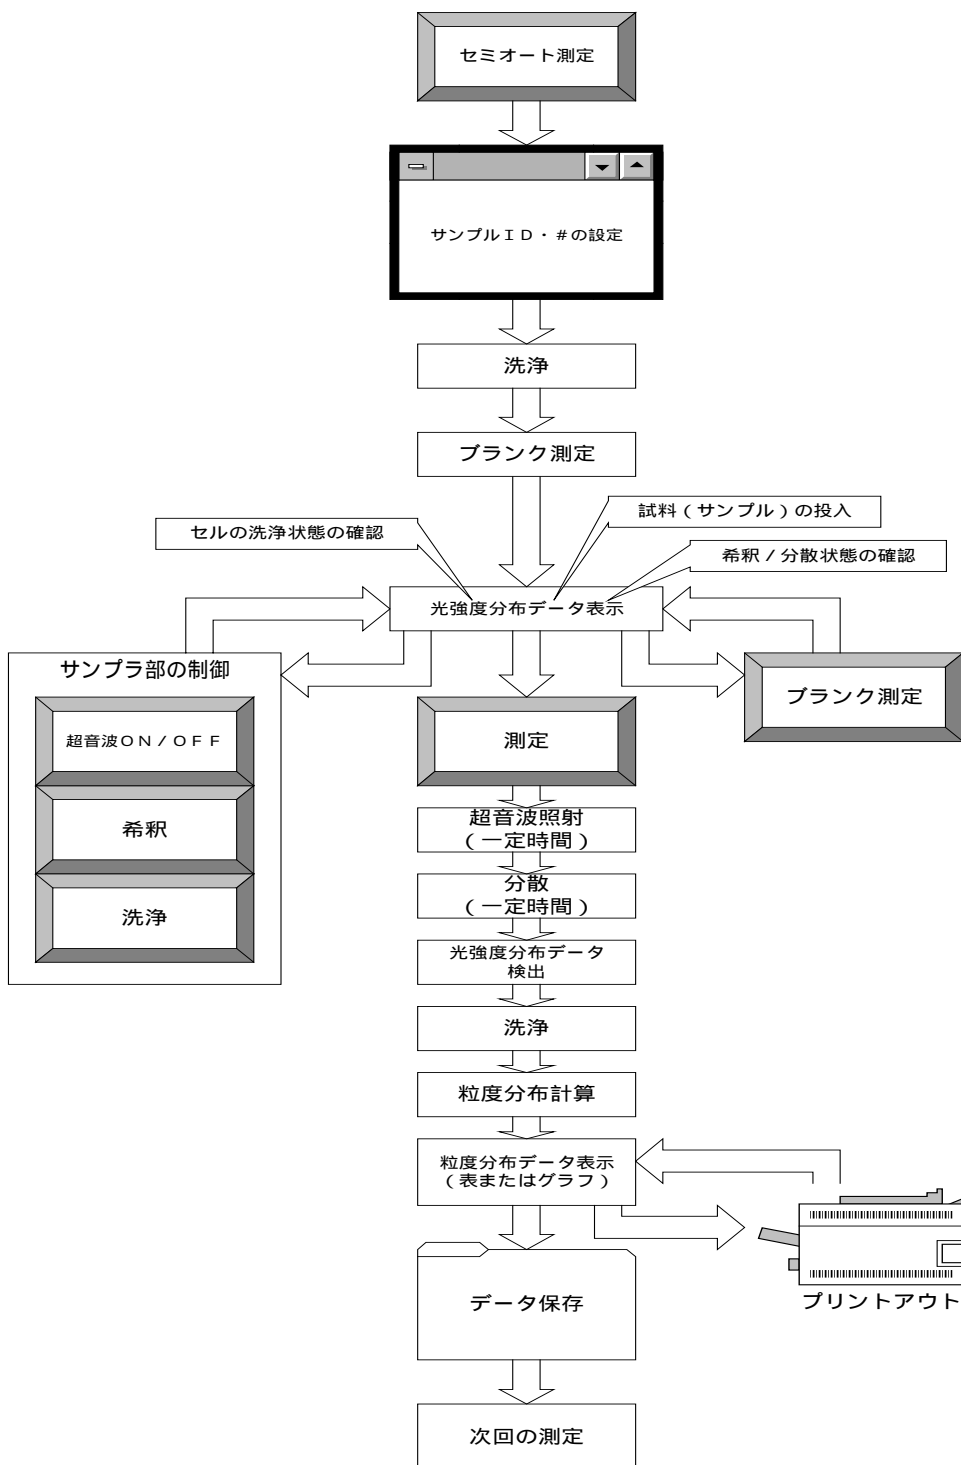 セミオート測定
サンプルＩＤ・＃の設定
洗浄
ブランク測定
試料（サンプル）の投入
セルの洗浄状態の確認
希釈／分散状態の確認
光強度分布データ表示
サンプラ部の制御
超音波ＯＮ／ＯＦＦ
希釈
洗浄
ブランク測定
測定
超音波照射
（一定時間）
分散
（一定時間）
光強度分布データ
検出
洗浄
粒度分布計算
粒度分布データ表示
（表またはグラフ）
プリントアウト
データ保存
次回の測定